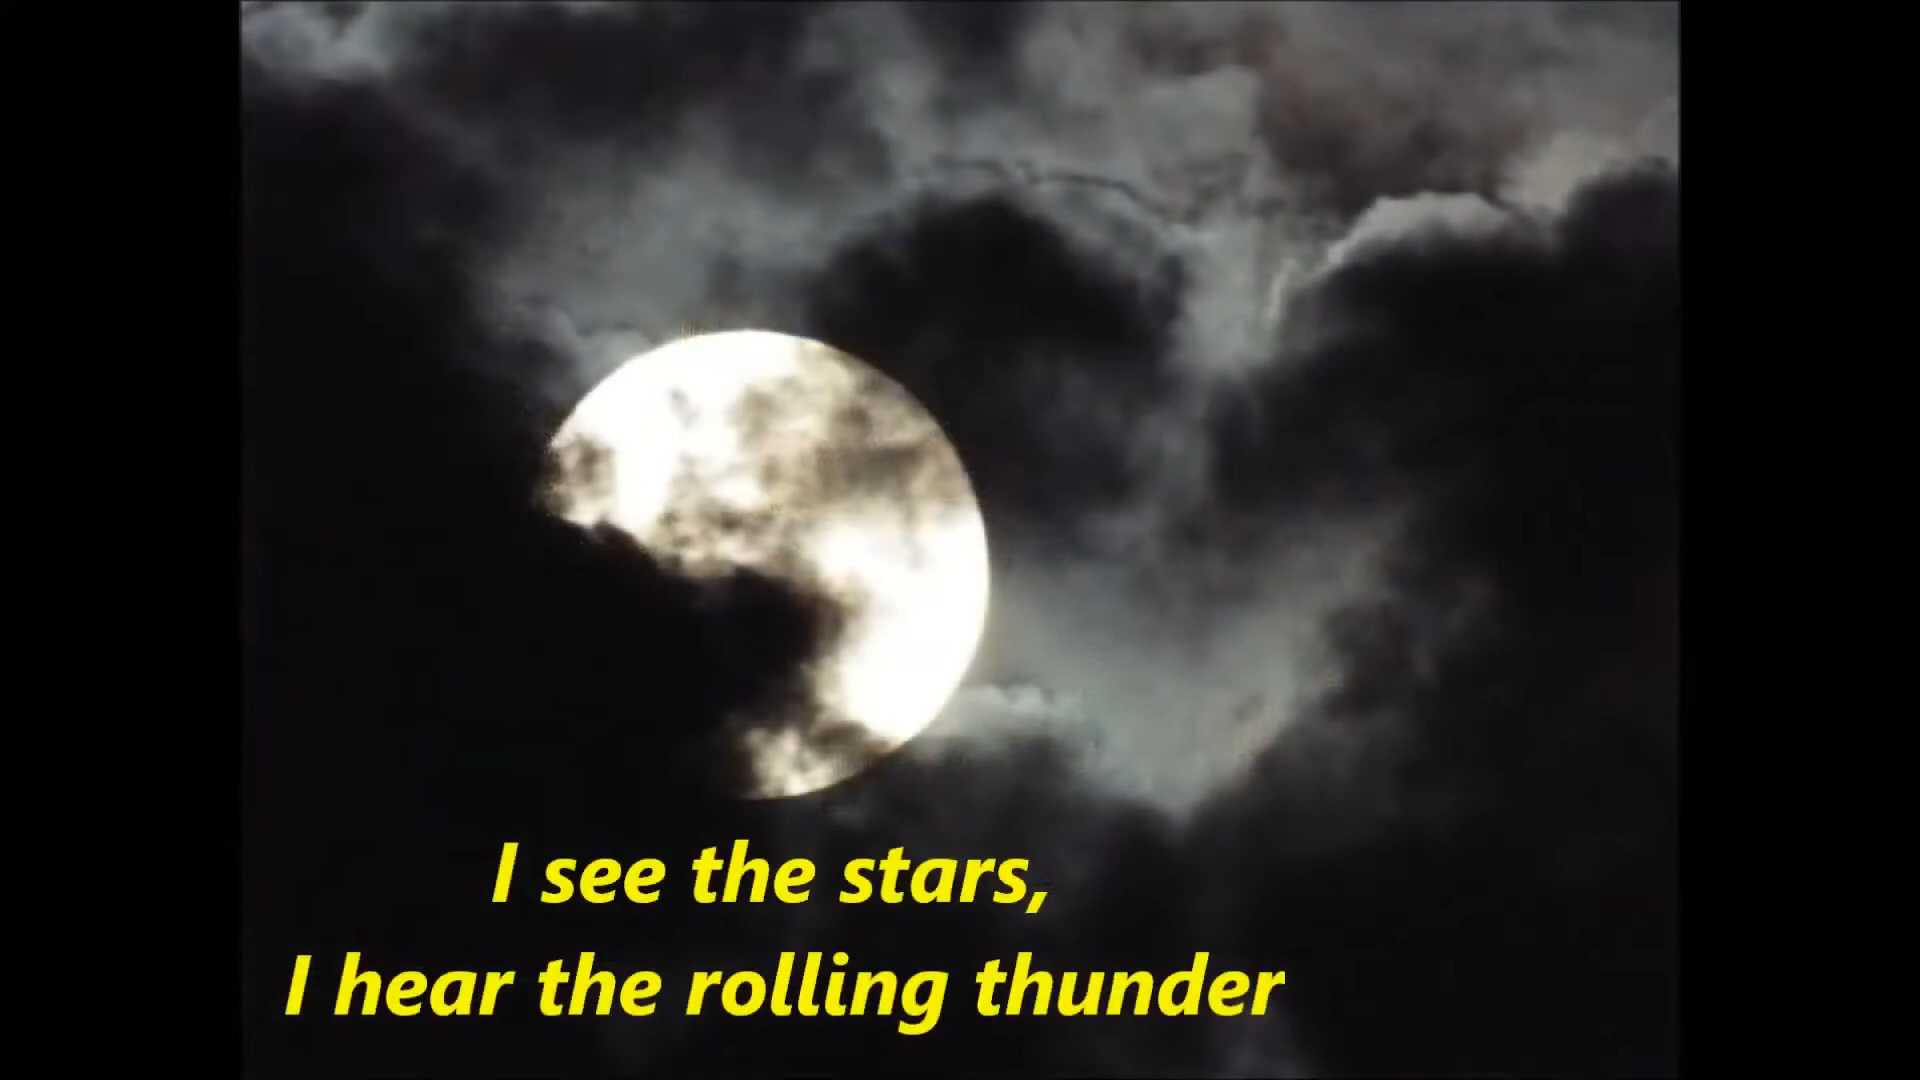 I see the stars,
I hear the rolling thunder